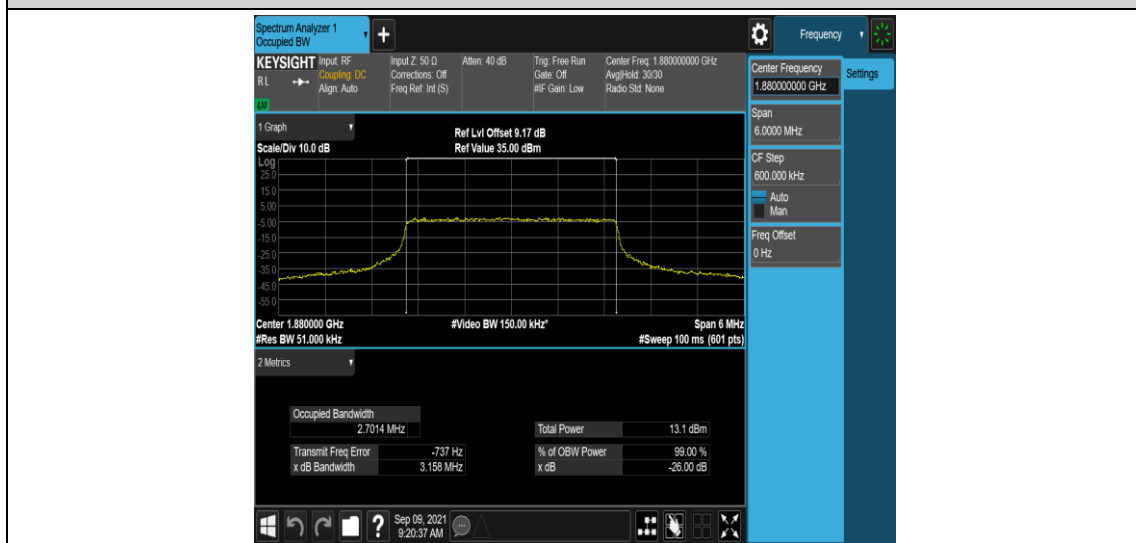 Spectrum Analyzer 1
Occupied BW
+
Frequency
KEYSIGHT
RL
LW
Input: RF
Coupling: DC
Align: Auto
Input Z: 50 Ω
Corrections: Off
Freq Ref: Int (S)
Atten: 40 dB
Trig: Free Run
Gate: Off
#IF Gain: Low
Center Freq: 1.880000000 GHz
Avg|Hold: 30/30
Radio Std: None
Center Frequency
1.880000000 GHz
Settings
Span
6.0000 MHz
CF Step
600.000 kHz
Auto
Man
Freq Offset
0 Hz
1 Graph
Ref Lvl Offset 9.17 dB
Scale/Div 10.0 dB
Ref Value 35.00 dBm
Log
25.0
15.0
5.00
-5.00
-15.0
-25.0
-35.0
-45.0
-55.0
Center 1.880000 GHz
#Video BW 150.00 kHz*
Span 6 MHz
#Res BW 51.000 kHz
#Sweep 100 ms (601 pts)
2 Metrics
Occupied Bandwidth
2.7014 MHz
Total Power 13.1 dBm
Transmit Freq Error -737 Hz
% of OBW Power 99.00 %
x dB Bandwidth 3.158 MHz
x dB -26.00 dB
?
Sep 09, 2021
9:20:37 AM